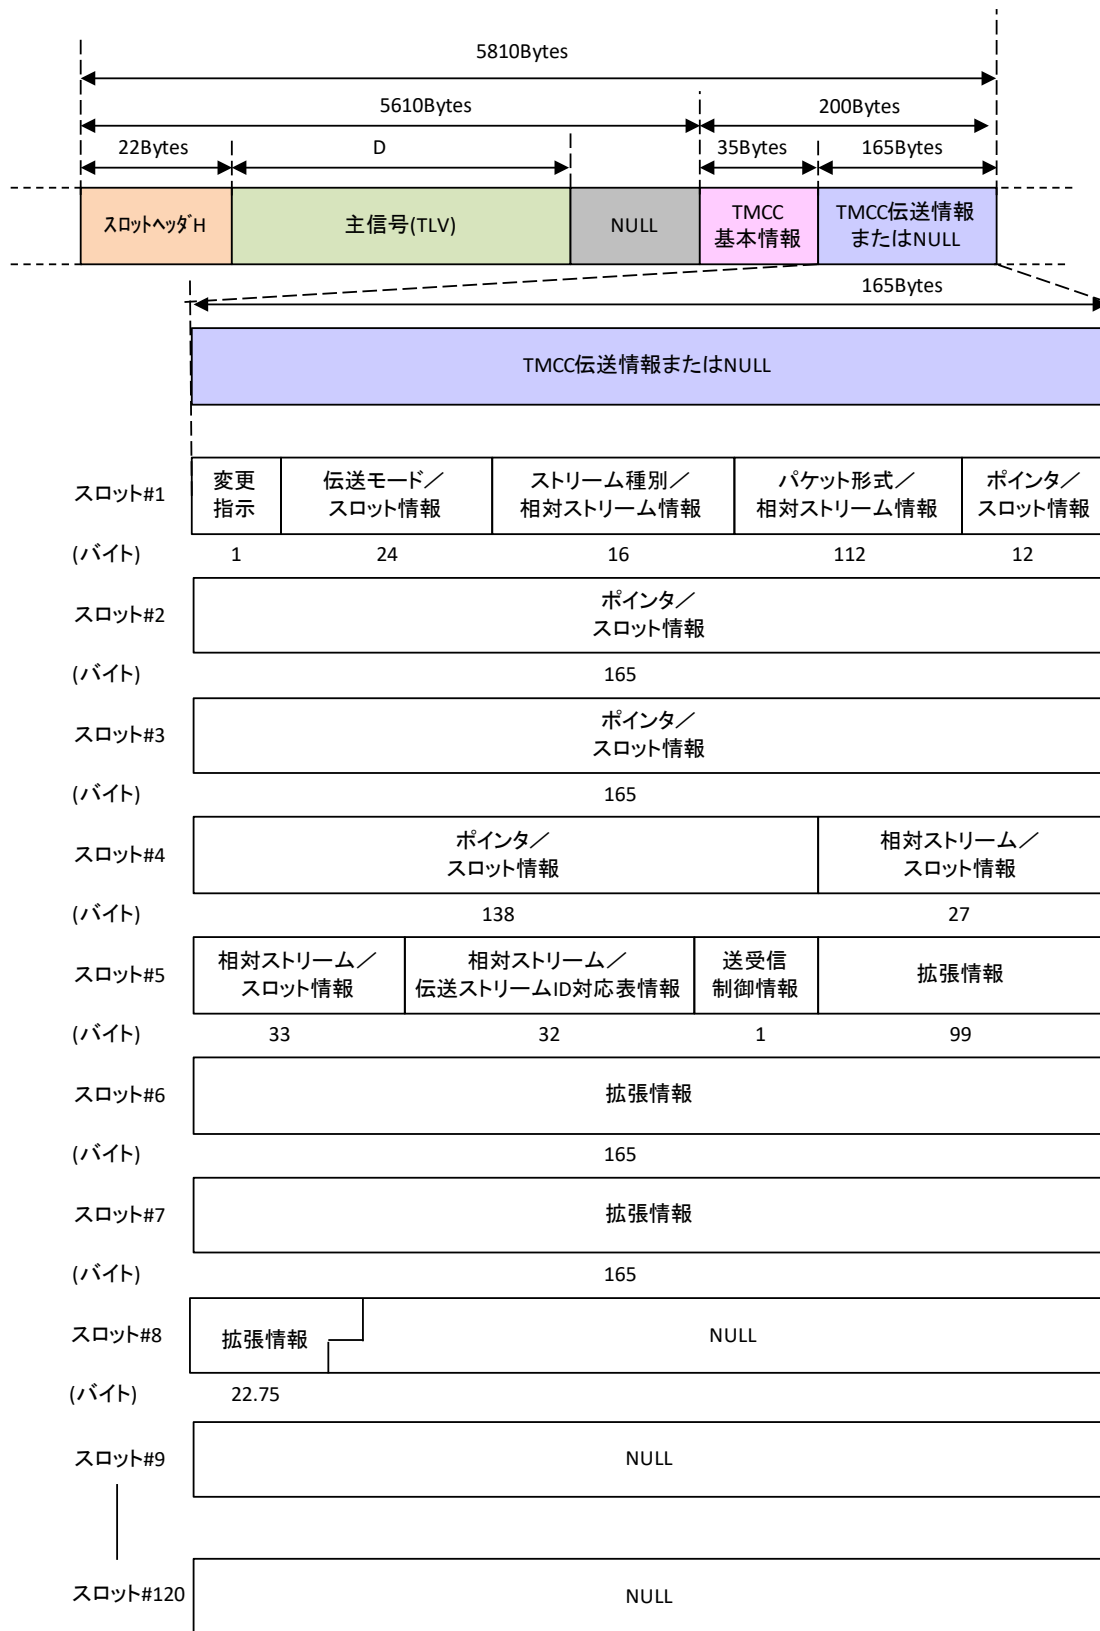 5810Bytes
5610Bytes
200Bytes
22Bytes
D
35Bytes
165Bytes
スロットヘッダH
主信号(TLV)
NULL
TMCC
基本情報
TMCC伝送情報
またはNULL
165Bytes
TMCC伝送情報またはNULL
スロット#1
変更
指示
伝送モード／
スロット情報
ストリーム種別／
相対ストリーム情報
パケット形式／
相対ストリーム情報
ポインタ／
スロット情報
(バイト)
1
24
16
112
12
スロット#2
ポインタ／
スロット情報
(バイト)
165
スロット#3
ポインタ／
スロット情報
(バイト)
165
スロット#4
ポインタ／
スロット情報
相対ストリーム／
スロット情報
(バイト)
138
27
スロット#5
相対ストリーム／
スロット情報
相対ストリーム／
伝送ストリームID対応表情報
送受信
制御情報
拡張情報
(バイト)
33
32
1
99
スロット#6
拡張情報
(バイト)
165
スロット#7
拡張情報
(バイト)
165
スロット#8
拡張情報
NULL
(バイト)
22.75
スロット#9
NULL
スロット#120
NULL